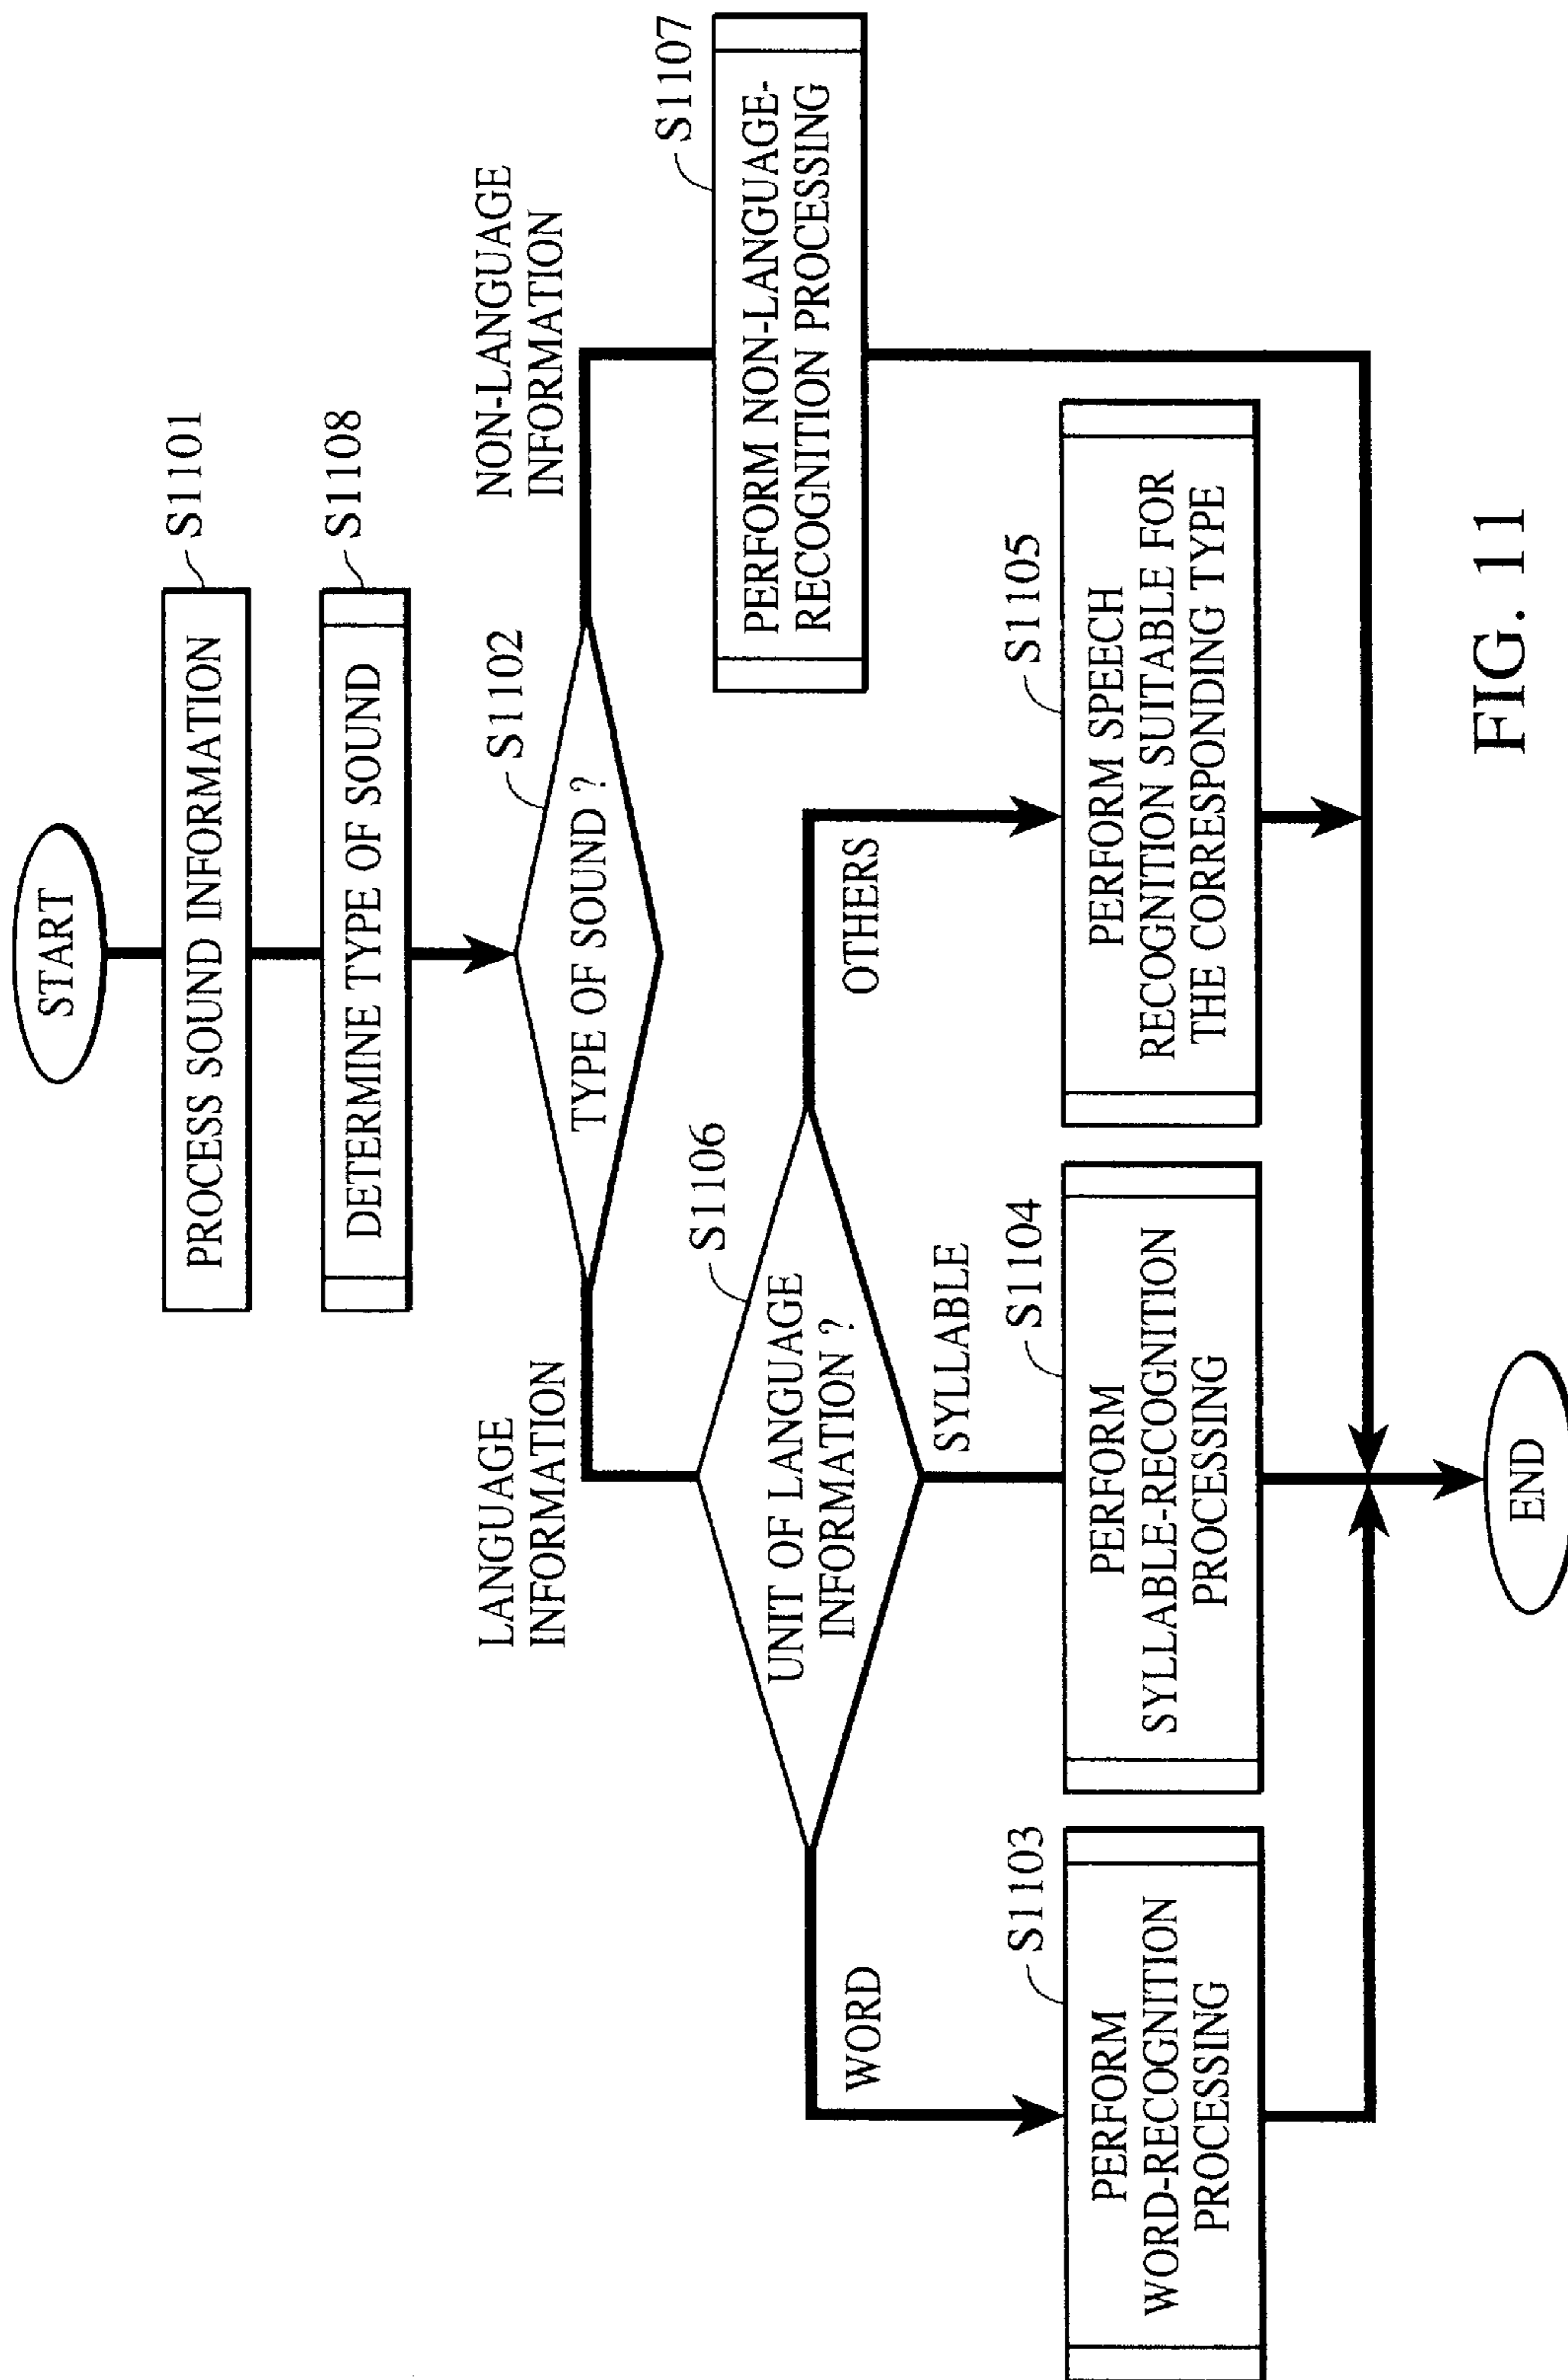 START
S1101
PROCESS SOUND INFORMATION
S1108
DETERMINE TYPE OF SOUND
S1102
TYPE OF SOUND ?
LANGUAGE
INFORMATION
NON-LANGUAGE
INFORMATION
S1106
UNIT OF LANGUAGE
INFORMATION ?
S1107
PERFORM NON-LANGUAGE-
RECOGNITION PROCESSING
WORD
SYLLABLE
OTHERS
S1103
PERFORM
WORD-RECOGNITION
PROCESSING
S1104
PERFORM
SYLLABLE-RECOGNITION
PROCESSING
S1105
PERFORM SPEECH
RECOGNITION SUITABLE FOR
THE CORRESPONDING TYPE
END
FIG. 11